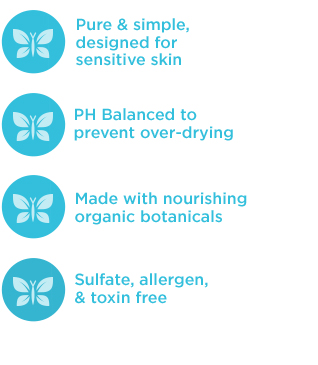 Pure & simple,
designed for
sensitive skin
PH Balanced to
prevent over-drying
Made with nourishing
organic botanicals
Sulfate, allergen,
& toxin free